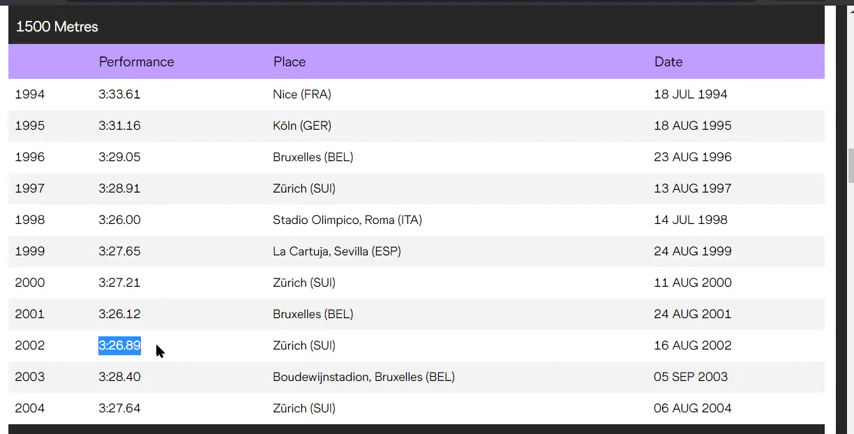 1500 Metres
Performance Place Date
1994 3:33.61 Nice (FRA) 18 JUL 1994
1995 3:31.16 Köln (GER) 18 AUG 1995
1996 3:29.05 Bruxelles (BEL) 23 AUG 1996
1997 3:28.91 Zürich (SUI) 13 AUG 1997
1998 3:26.00 Stadio Olimpico, Roma (ITA) 14 JUL 1998
1999 3:27.65 La Cartuja, Sevilla (ESP) 24 AUG 1999
2000 3:27.21 Zürich (SUI) 11 AUG 2000
2001 3:26.12 Bruxelles (BEL) 24 AUG 2001
2002 3:26.89 Zürich (SUI) 16 AUG 2002
2003 3:28.40 Boudewijnstadion, Bruxelles (BEL) 05 SEP 2003
2004 3:27.64 Zürich (SUI) 06 AUG 2004